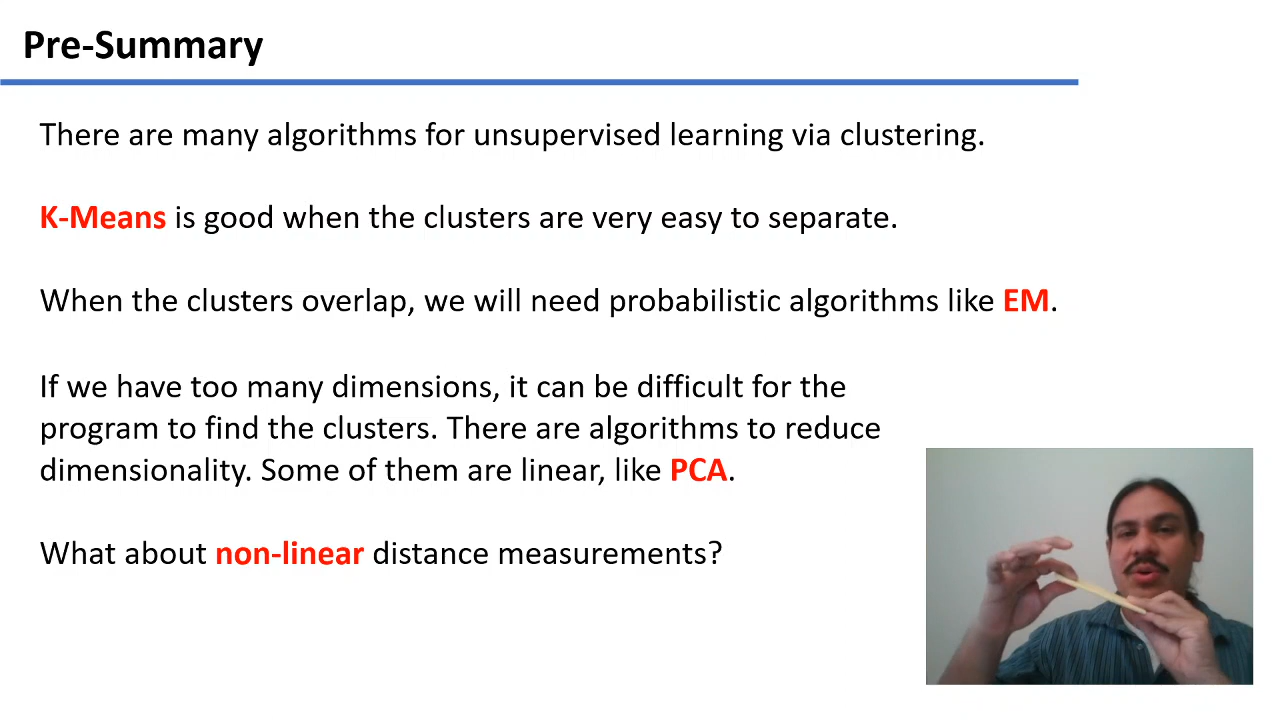 Pre-Summary
There are many algorithms for unsupervised learning via clustering.
K-Means is good when the clusters are very easy to separate.
When the clusters overlap, we will need probabilistic algorithms like EM.
If we have too many dimensions, it can be difficult for the
program to find the clusters. There are algorithms to reduce
dimensionality. Some of them are linear, like PCA.
What about non-linear distance measurements?